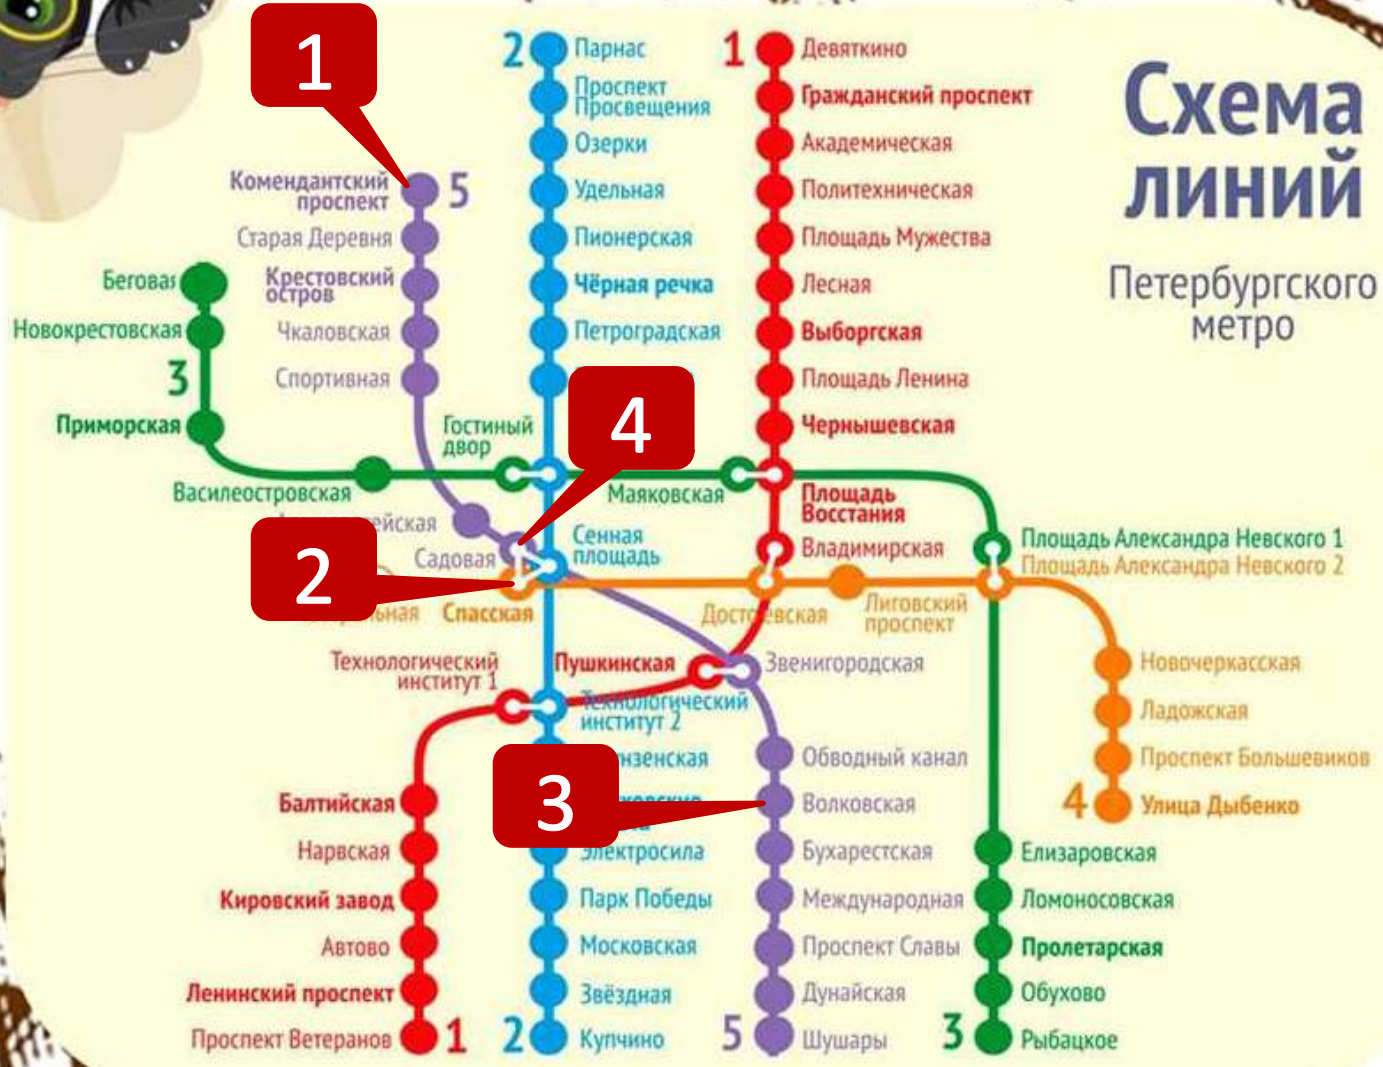 1
2
Парнас
1
Девяткино
Схема
линий
Петербургского
метро
Проспект
Просвещения
Гражданский проспект
Озерки
Академическая
Комендантский
проспект
5
Удельная
Политехническая
Старая Деревня
Пионерская
Площадь Мужества
Беговая
Крестовский
остров
Чёрная речка
Лесная
Новокрестовская
Чкаловская
Петроградская
Выборгская
3
Спортивная
Площадь Ленина
4
Приморская
Гостиный
двор
Чернышевская
Василеостровская
Маяковская
Площадь
Восстания
Садовая
Сенная
площадь
Владимирская
Площадь Александра Невского 1
Площадь Александра Невского 2
2
Спасская
Достоевская
Лиговский
проспект
Технологический
институт 1
Пушкинская
Звенигородская
Новочеркасская
Технологический
институт 2
Ладожская
Обводный канал
Проспект Большевиков
3
Балтийская
Волковская
4
Улица Дыбенко
Нарвская
Электросила
Бухарестская
Елизаровская
Кировский завод
Парк Победы
Международная
Ломоносовская
Автово
Московская
Проспект Славы
Пролетарская
Ленинский проспект
Звёздная
Дунайская
Обухово
Проспект Ветеранов
1
2
Купчино
5
Шушары
3
Рыбацкое